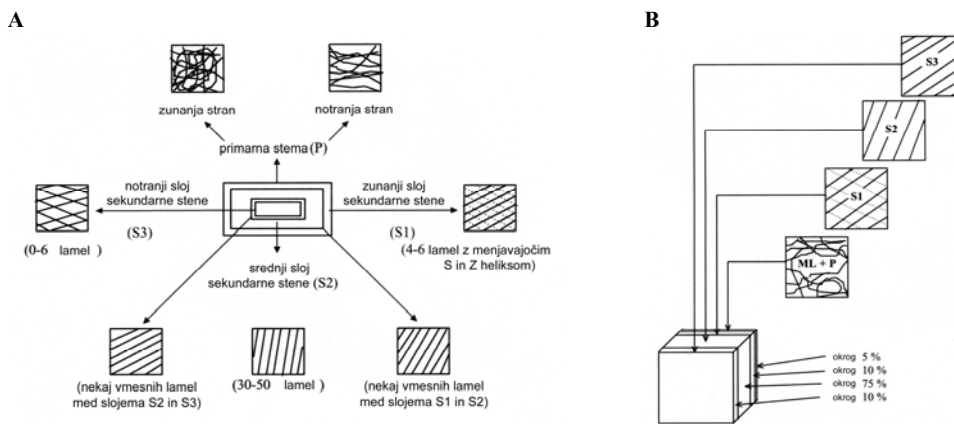 A
zunanja stran
notranji stran
primarna stema (P)
notranji sloj
sekundarne stene
(S3)
(0-6 lamel )
zunanji sloj
sekundarne stene
(S1)
(4-6 lamel z menjavajočim
S in Z heliksom)
srednji sloj
sekundarne stene (S2)
(nekaj vmesnih lamel
med slojema S2 in S3)
(30-50 lamel )
(nekaj vmesnih lamel
med slojema S1 in S2)
B
S3
S2
S1
ML + P
okrog 5 %
okrog 10 %
okrog 75 %
okrog 10 %